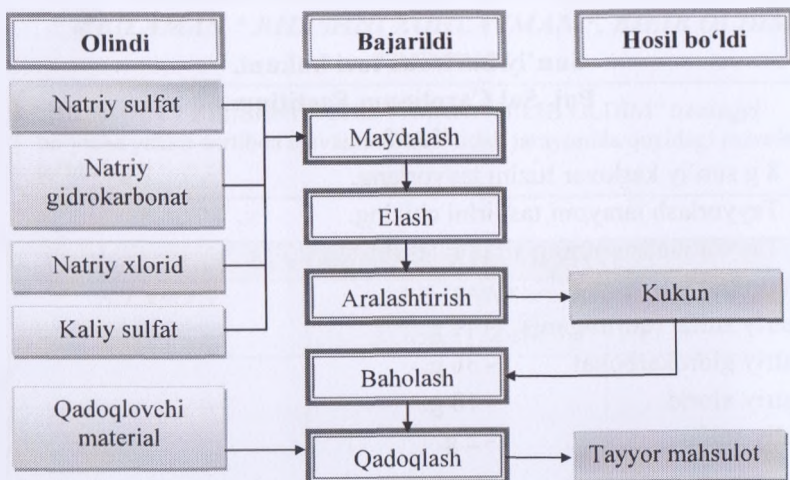 Olindi
Bajarildi
Hosil bo‘ldi
Natriy sulfat
Natriy
gidrokarbonat
Natriy xlorid
Kaliy sulfat
Qadoqlovchi
material
Maydalash
Elash
Aralashtirish
Baholash
Qadoqlash
Kukun
Tayyor mahsulot